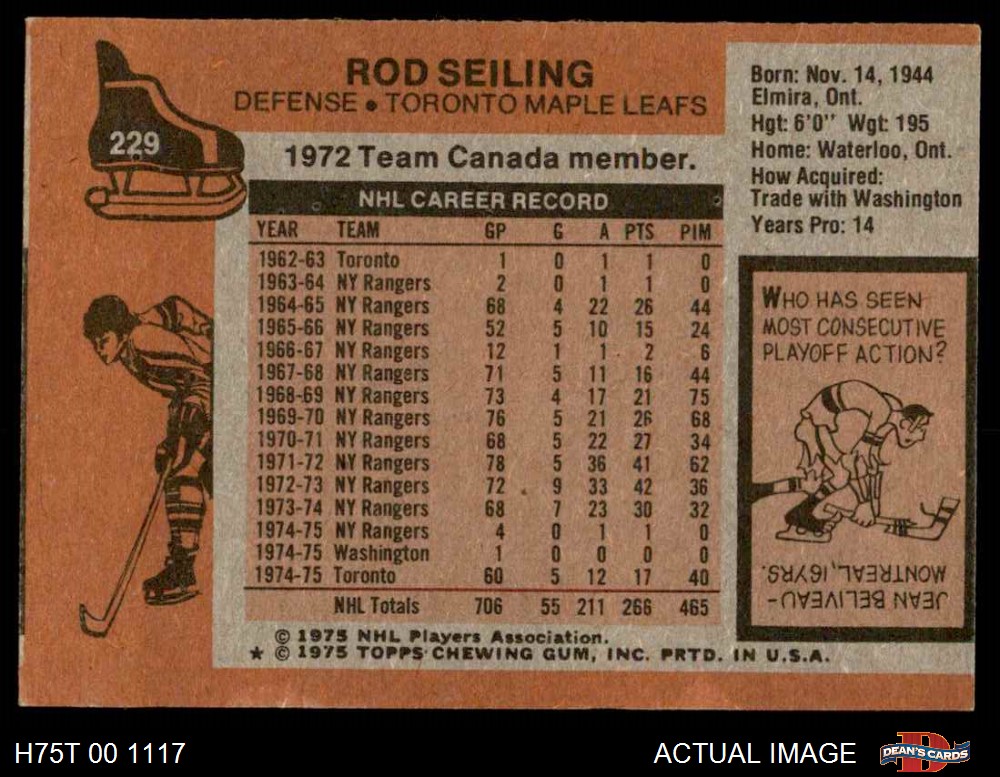 229
ROD SEILING
DEFENSE • TORONTO MAPLE LEAFS
1972 Team Canada member.
NHL CAREER RECORD
YEAR TEAM GP G A PTS PIM
1962-63 Toronto 1 0 1 1 0
1963-64 NY Rangers 2 0 1 1 0
1964-65 NY Rangers 68 4 22 26 44
1965-66 NY Rangers 52 5 10 15 24
1966-67 NY Rangers 12 1 1 2 6
1967-68 NY Rangers 71 5 11 16 44
1968-69 NY Rangers 73 4 17 21 75
1969-70 NY Rangers 76 5 21 26 68
1970-71 NY Rangers 68 5 22 27 34
1971-72 NY Rangers 78 5 36 41 62
1972-73 NY Rangers 72 9 33 42 36
1973-74 NY Rangers 68 7 23 30 32
1974-75 NY Rangers 4 0 1 1 0
1974-75 Washington 1 0 0 0 0
1974-75 Toronto 60 5 12 17 40
NHL Totals 706 55 211 266 465
© 1975 NHL Players Association.
★ © 1975 TOPPS CHEWING GUM, INC. PRTD. IN U.S.A.
Born: Nov. 14, 1944
Elmira, Ont.
Hgt: 6'0" Wgt: 195
Home: Waterloo, Ont.
How Acquired:
Trade with Washington
Years Pro: 14
WHO HAS SEEN
MOST CONSECUTIVE
PLAYOFF ACTION?
JEAN BELIVEAU-
MONTREAL, 16YRS.
H75T 00 1117
ACTUAL IMAGE
DEAN'S CARDS